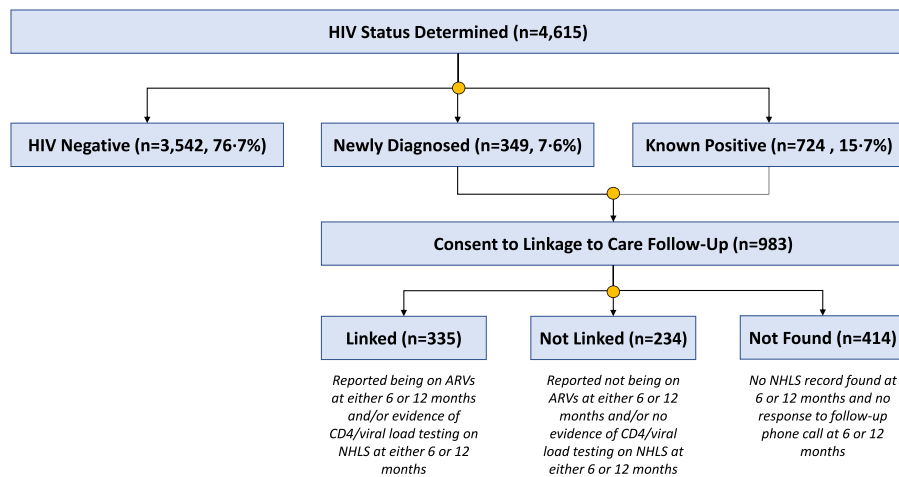 HIV Status Determined (n=4,615)
HIV Negative (n=3,542, 76·7%)
Newly Diagnosed (n=349, 7·6%)
Known Positive (n=724 , 15·7%)
Consent to Linkage to Care Follow-Up (n=983)
Linked (n=335)
Not Linked (n=234)
Not Found (n=414)
Reported being on ARVs
at either 6 or 12 months
and/or evidence of
CD4/viral load testing on
NHLS at either 6 or 12
months
Reported not being on
ARVs at either 6 or 12
months and/or no
evidence of CD4/viral
load testing on NHLS at
either 6 or 12 months
No NHLS record found at
6 or 12 months and no
response to follow-up
phone call at 6 or 12
months